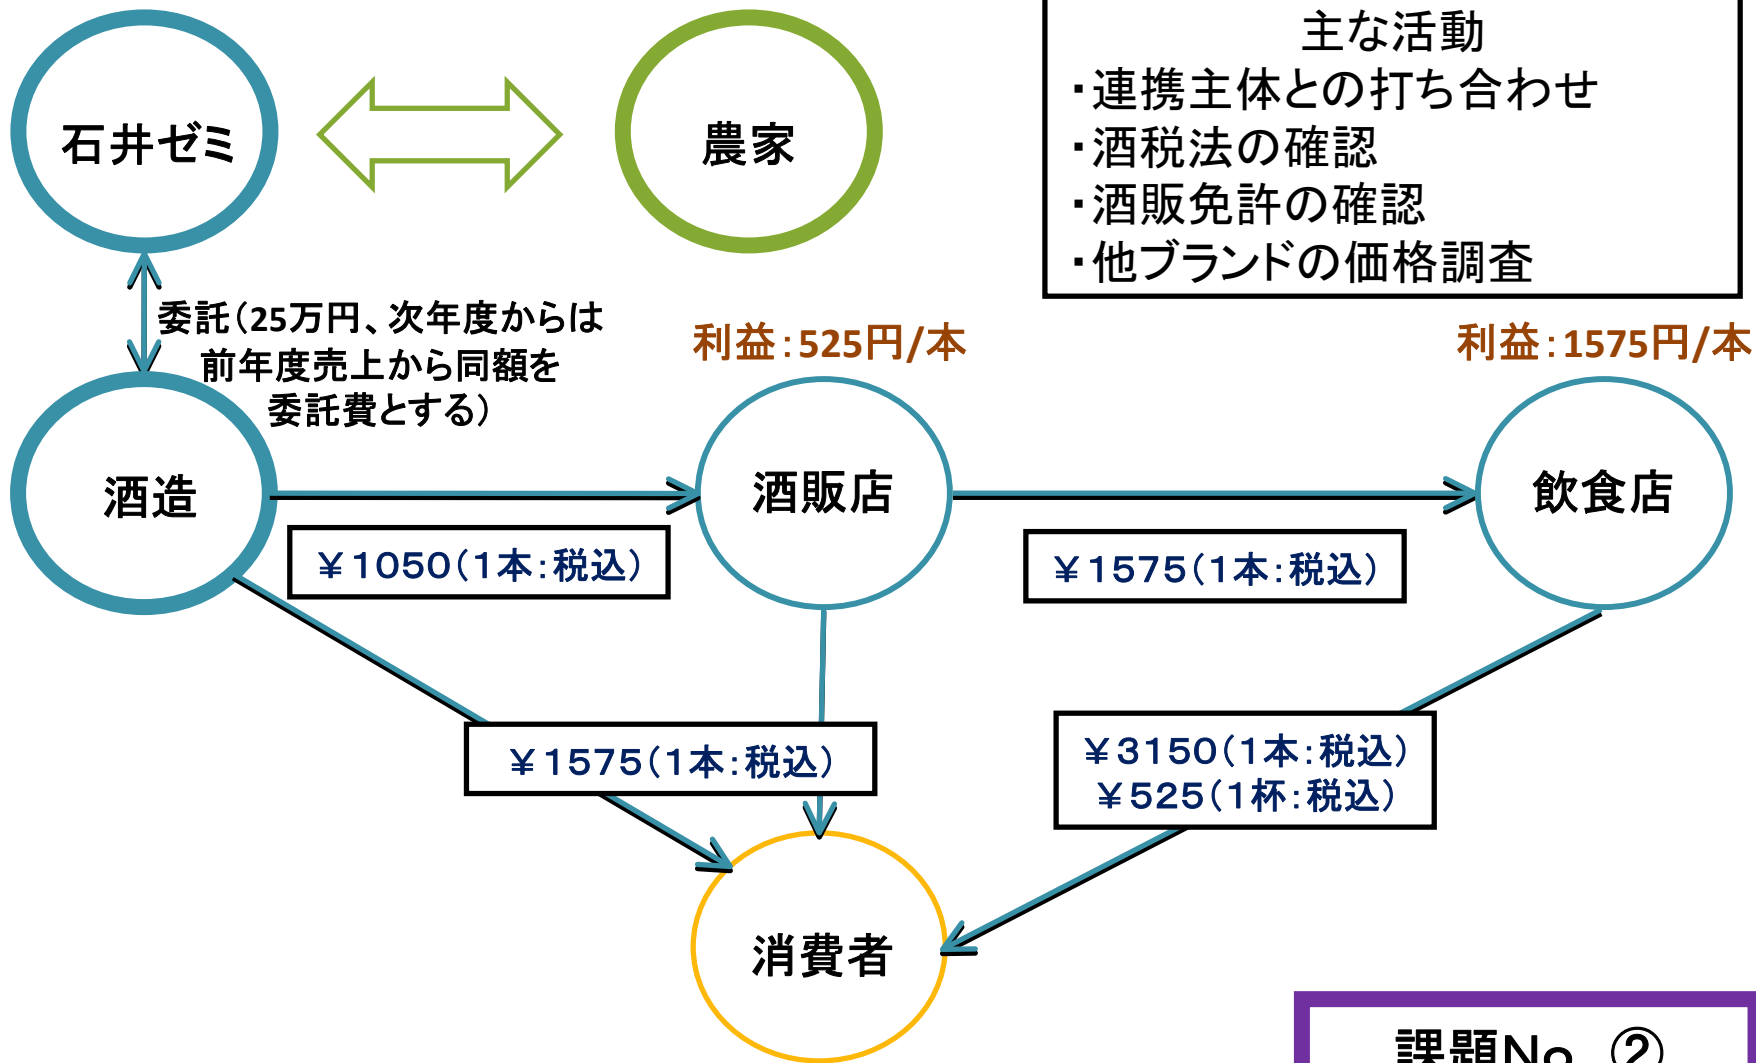 石井ゼミ
農家
主な活動
・連携主体との打ち合わせ
・酒税法の確認
・酒販免許の確認
・他ブランドの価格調査
委託(25万円、次年度からは
前年度売上から同額を
委託費とする)
利益:525円/本
利益:1575円/本
酒造
酒販店
飲食店
¥1050(1本:税込)
¥1575(1本:税込)
¥1575(1本:税込)
¥3150(1本:税込)
¥525(1杯:税込)
消費者
課題No.②